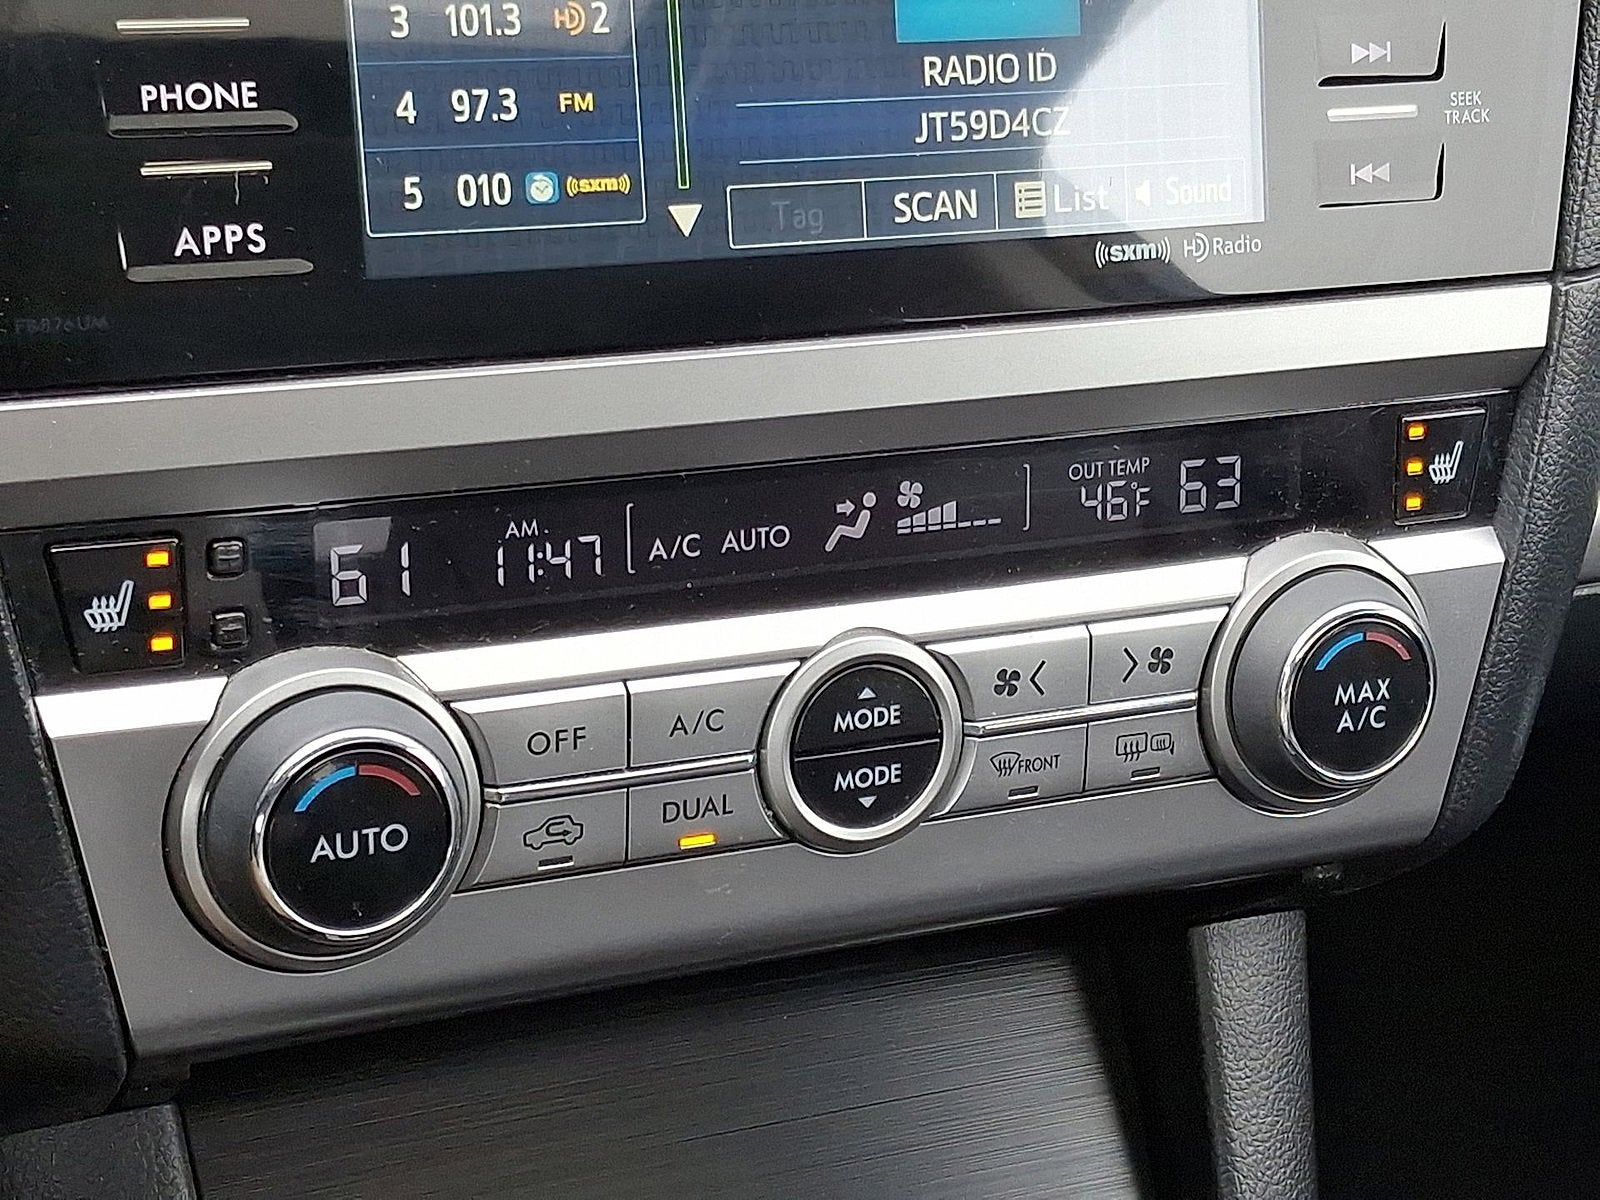 3 101.3 HD 2
4 97.3 FM
5 010 ((sxm))
PHONE
APPS
RADIO ID
JT59D4CZ
Tag SCAN List Sound
((sxm)) HD Radio
SEEK
TRACK
F8876UM
61 AM 11:47 A/C AUTO OUT TEMP 46°F 63
OFF A/C
DUAL
MODE
MODE
FRONT
AUTO
MAX
A/C